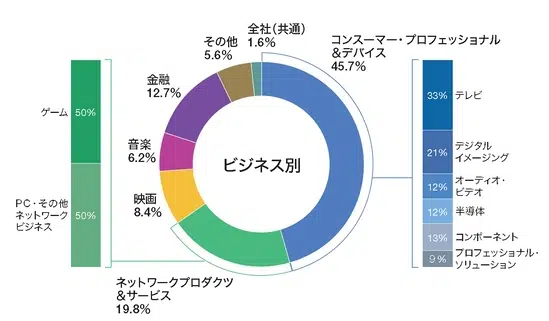 全社(共通)
1.6%
その他
5.6%
金融
12.7%
音楽
6.2%
映画
8.4%
ネットワークプロダクツ
&サービス
19.8%
コンスーマー・プロフェッショナル
&デバイス
45.7%
ビジネス別
ゲーム
50%
PC・その他
ネットワーク
ビジネス
50%
33%
テレビ
21%
デジタル
イメージング
12%
オーディオ・
ビデオ
12%
半導体
13%
コンポーネント
9%
プロフェッショナル・
ソリューション